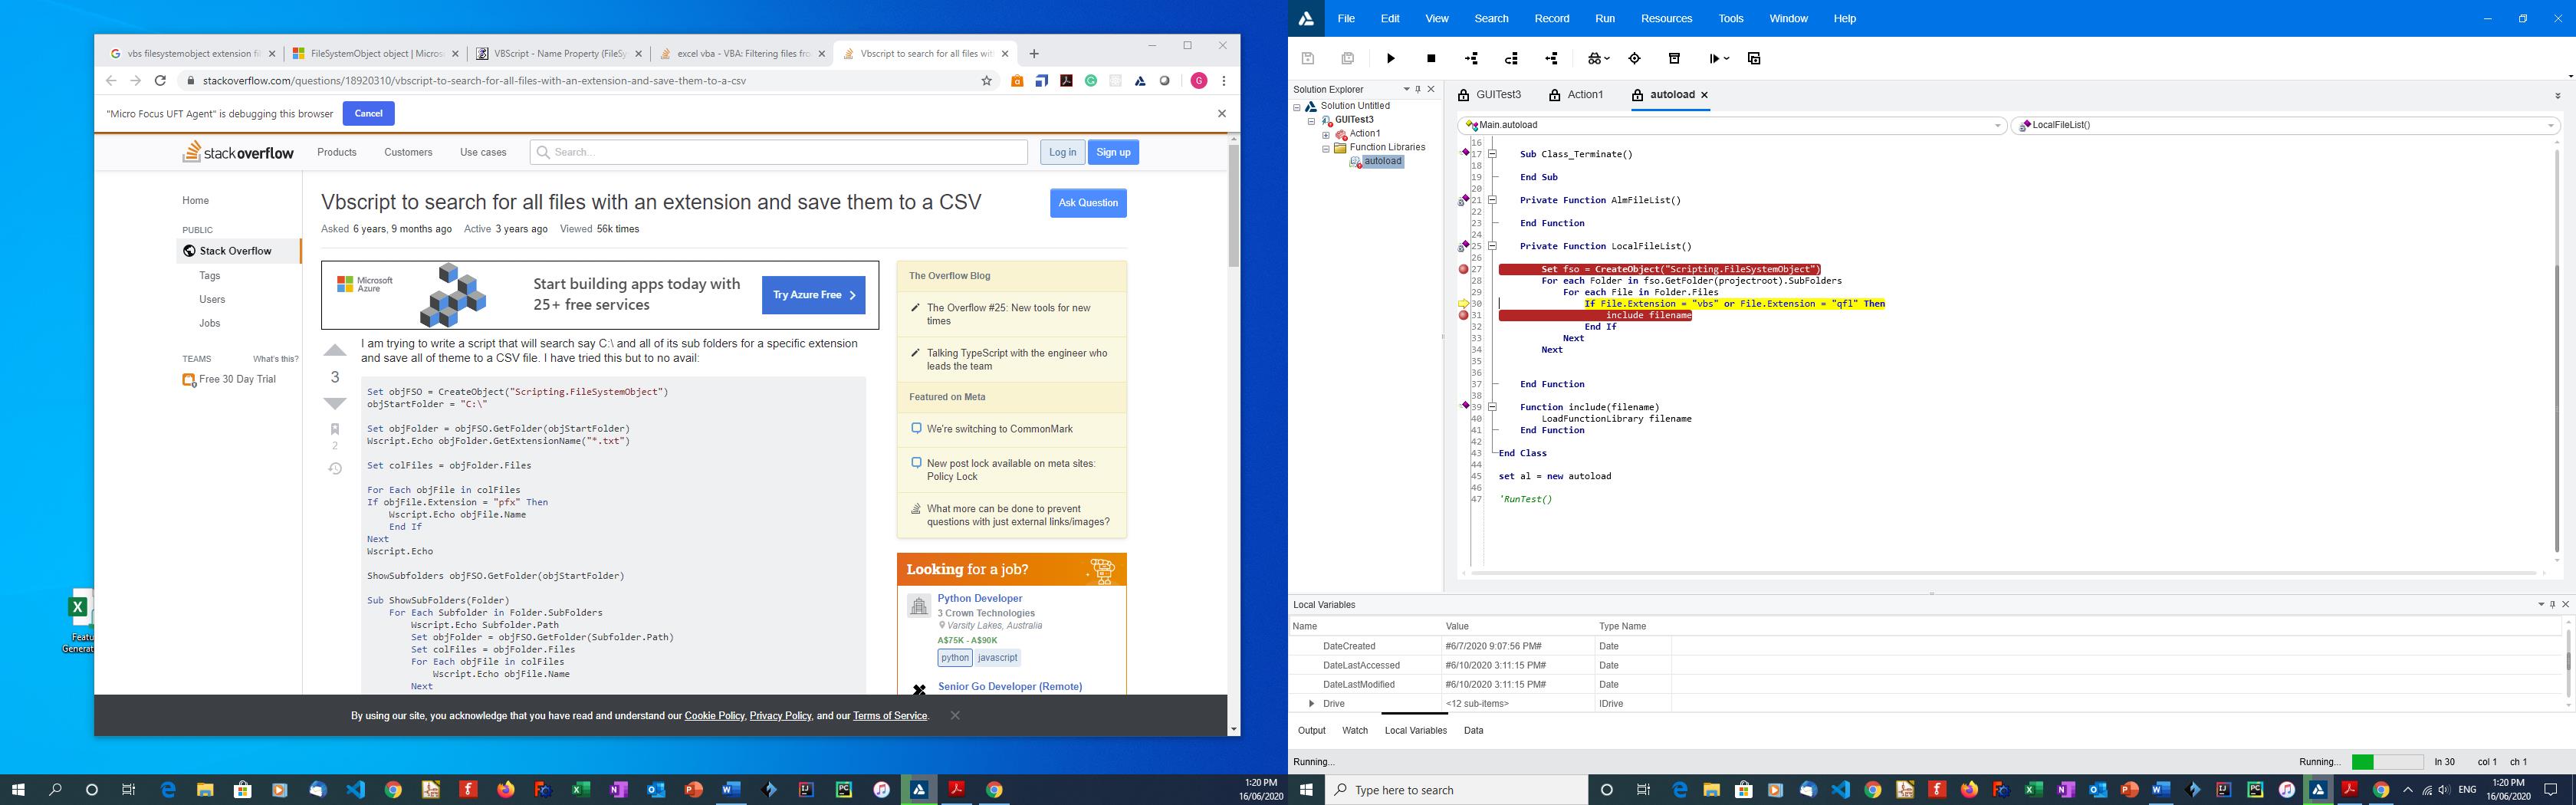 vbs filesystemobject extension fi
FileSystemObject object | Micros
VBScript - Name Property (FileSy
excel vba - VBA: Filtering files fro
Vbscript to search for all files with
stackoverflow.com/questions/18920310/vbscript-to-search-for-all-files-with-an-extension-and-save-them-to-a-csv
G
"Micro Focus UFT Agent" is debugging this browser
Cancel
stackoverflow
Products
Customers
Use cases
Search...
Log in
Sign up
Home
PUBLIC
Stack Overflow
Tags
Users
Jobs
TEAMS
What's this?
Free 30 Day Trial
Vbscript to search for all files with an extension and save them to a CSV
Ask Question
Asked 6 years, 9 months ago Active 3 years ago Viewed 56k times
Microsoft
Azure
Start building apps today with
25+ free services
Try Azure Free
3
2
I am trying to write a script that will search say C:\ and all of its sub folders for a specific extension
and save all of theme to a CSV file. I have tried this but to no avail:
Set objFSO = CreateObject("Scripting.FileSystemObject")
objStartFolder = "C:\"
Set objFolder = objFSO.GetFolder(objStartFolder)
Wscript.Echo objFolder.GetExtensionName("*.txt")
Set colFiles = objFolder.Files
For Each objFile in colFiles
If objFile.Extension = "pfx" Then
Wscript.Echo objFile.Name
End If
Next
Wscript.Echo
ShowSubfolders objFSO.GetFolder(objStartFolder)
Sub ShowSubFolders(Folder)
For Each Subfolder in Folder.SubFolders
Wscript.Echo Subfolder.Path
Set objFolder = objFSO.GetFolder(Subfolder.Path)
Set colFiles = objFolder.Files
For Each objFile in colFiles
Wscript.Echo objFile.Name
Next
The Overflow Blog
The Overflow #25: New tools for new
times
Talking TypeScript with the engineer who
leads the team
Featured on Meta
We're switching to CommonMark
New post lock available on meta sites:
Policy Lock
What more can be done to prevent
questions with just external links/images?
Looking for a job?
Python Developer
3 Crown Technologies
Varsity Lakes, Australia
A$75K - A$90K
python
javascript
Senior Go Developer (Remote)
By using our site, you acknowledge that you have read and understand our Cookie Policy, Privacy Policy, and our Terms of Service.
Featu
Generat
1:20 PM
16/06/2020
File Edit View Search Record Run Resources Tools Window Help
Solution Explorer
Solution Untitled
GUITest3
Action1
Function Libraries
autoload
GUITest3
Action1
autoload
Main.autoload
LocalFileList()
16
17 Sub Class_Terminate()
18
19 End Sub
20
21 Private Function AlmFileList()
22
23 End Function
24
25 Private Function LocalFileList()
26
27 Set fso = CreateObject("Scripting.FileSystemObject")
28 For each Folder in fso.GetFolder(projectroot).SubFolders
29 For each File in Folder.Files
30 If File.Extension = "vbs" or File.Extension = "qfl" Then
31 include filename
32 End If
33 Next
34 Next
35
36
37 End Function
38
39 Function include(filename)
40 LoadFunctionLibrary filename
41 End Function
42
43 End Class
44
45 set al = new autoload
46
47 'RunTest()
Local Variables
Name Value Type Name
DateCreated #6/7/2020 9:07:56 PM# Date
DateLastAccessed #6/10/2020 3:11:15 PM# Date
DateLastModified #6/10/2020 3:11:15 PM# Date
Drive <12 sub-items> IDrive
Output Watch Local Variables Data
Running...
Running...
ln 30 col 1 ch 1
Type here to search
ENG
1:20 PM
16/06/2020